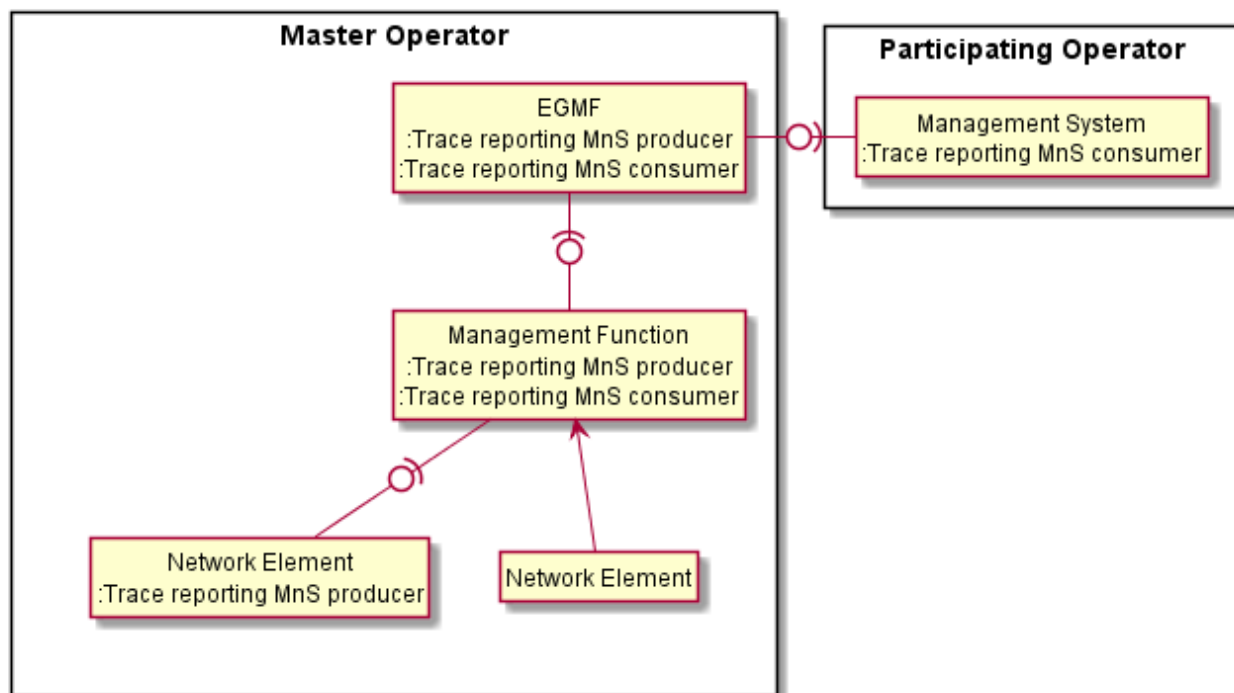 Master Operator
EGMF
:Trace reporting MnS producer
:Trace reporting MnS consumer
Participating Operator
Management System
:Trace reporting MnS consumer
Management Function
:Trace reporting MnS producer
:Trace reporting MnS consumer
Network Element
:Trace reporting MnS producer
Network Element